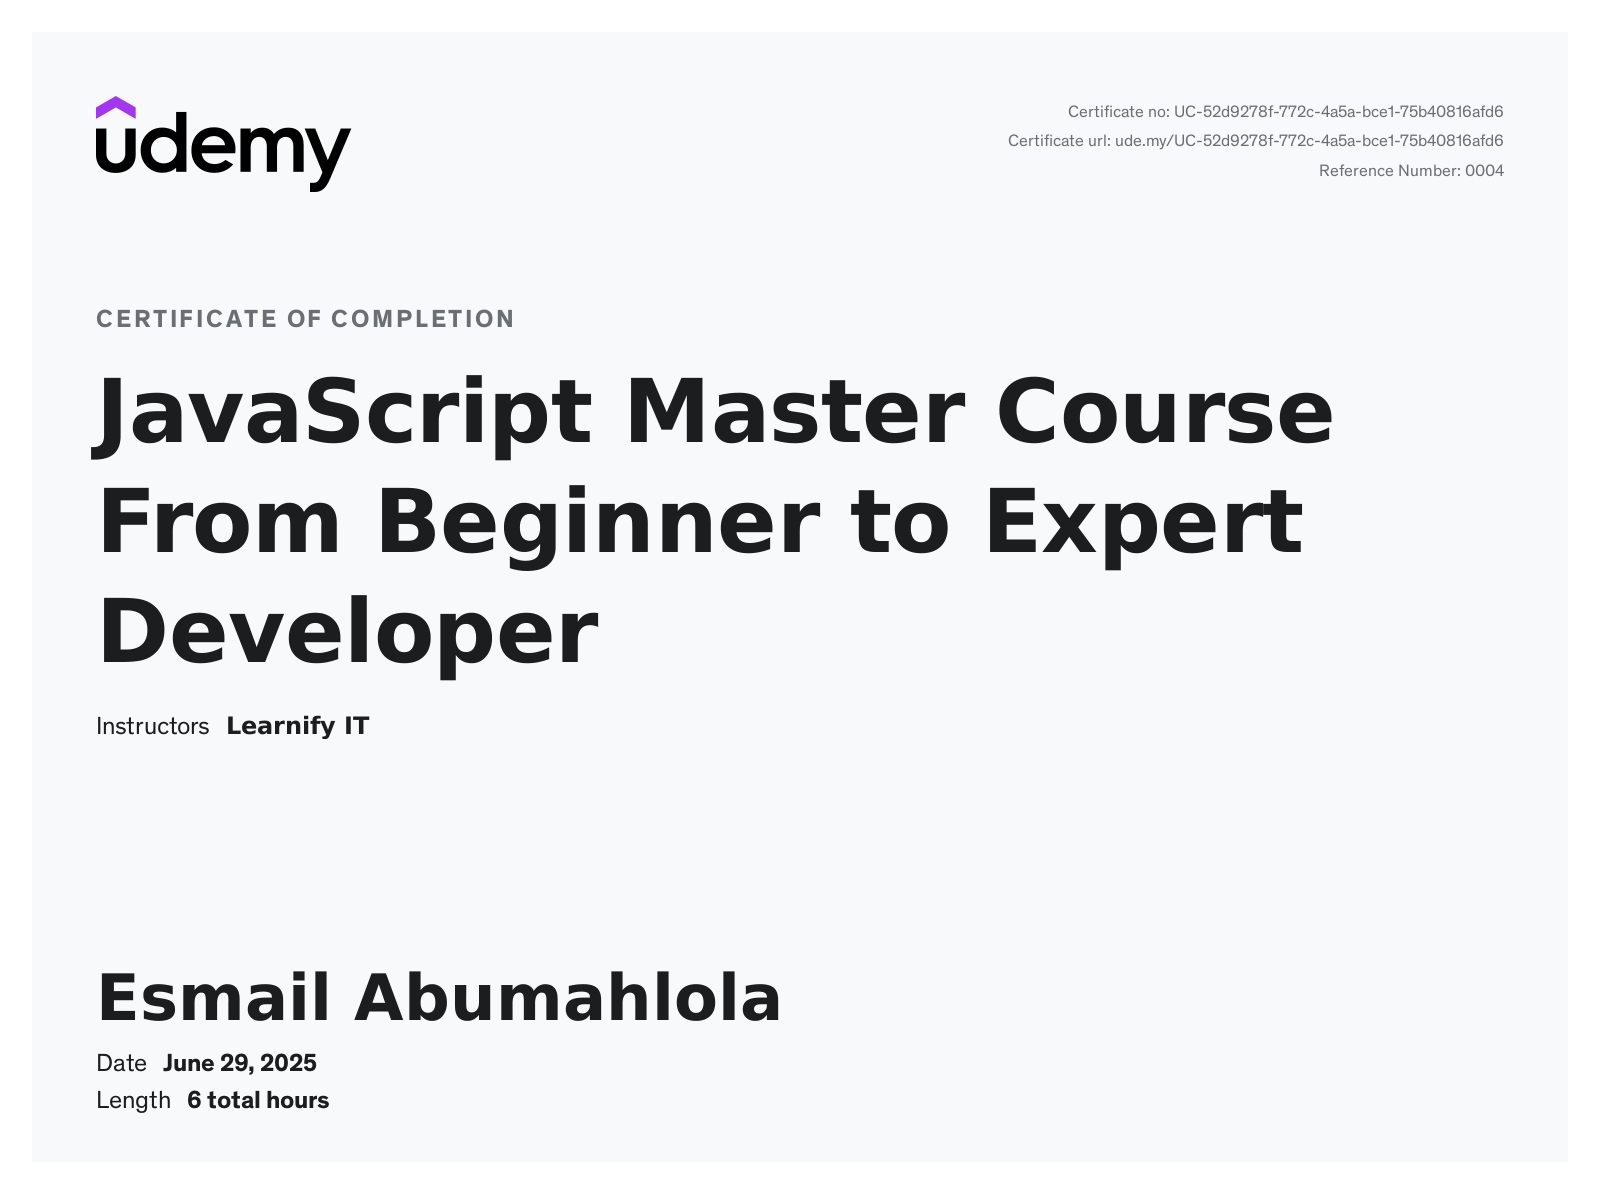 udemy
Certificate no: UC-52d9278f-772c-4a5a-bce1-75b40816afd6
Certificate url: ude.my/UC-52d9278f-772c-4a5a-bce1-75b40816afd6
Reference Number: 0004
CERTIFICATE OF COMPLETION
JavaScript Master Course
From Beginner to Expert
Developer
Instructors Learnify IT
Esmail Abumahlola
Date June 29, 2025
Length 6 total hours